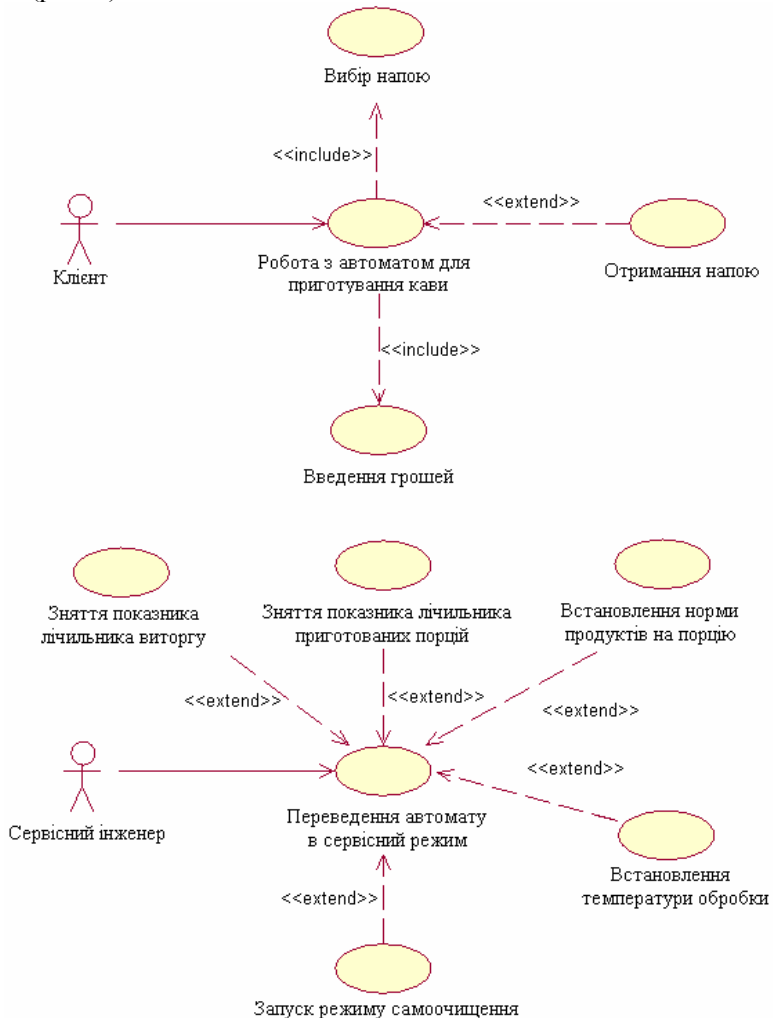 Вибір напою
<<include>>
<<extend>>
Клієнт
Робота з автоматом для
приготування кави
Отримання напою
<<include>>
Введення грошей
Зняття показника
лічильника виторгу
Зняття показника лічильника
приготованих порцій
Встановлення норми
продуктів на порцію
<<extend>>
<<extend>>
<<extend>>
<<extend>>
Сервісний інженер
Переведення автомату
в сервісний режим
Встановлення
температури обробки
<<extend>>
Запуск режиму самоочищення